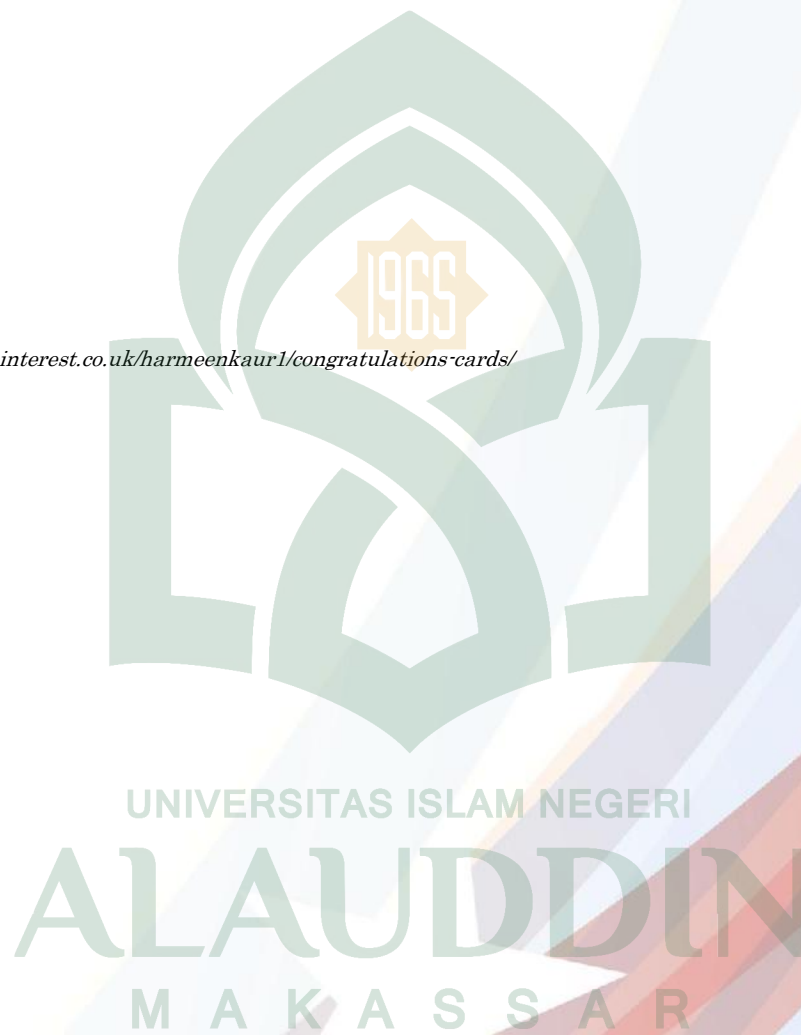 1965
interest.co.uk/harmeenkaur1/congratulations-cards/
UNIVERSITAS ISLAM NEGERI
ALAUDDIN
MAKASSAR